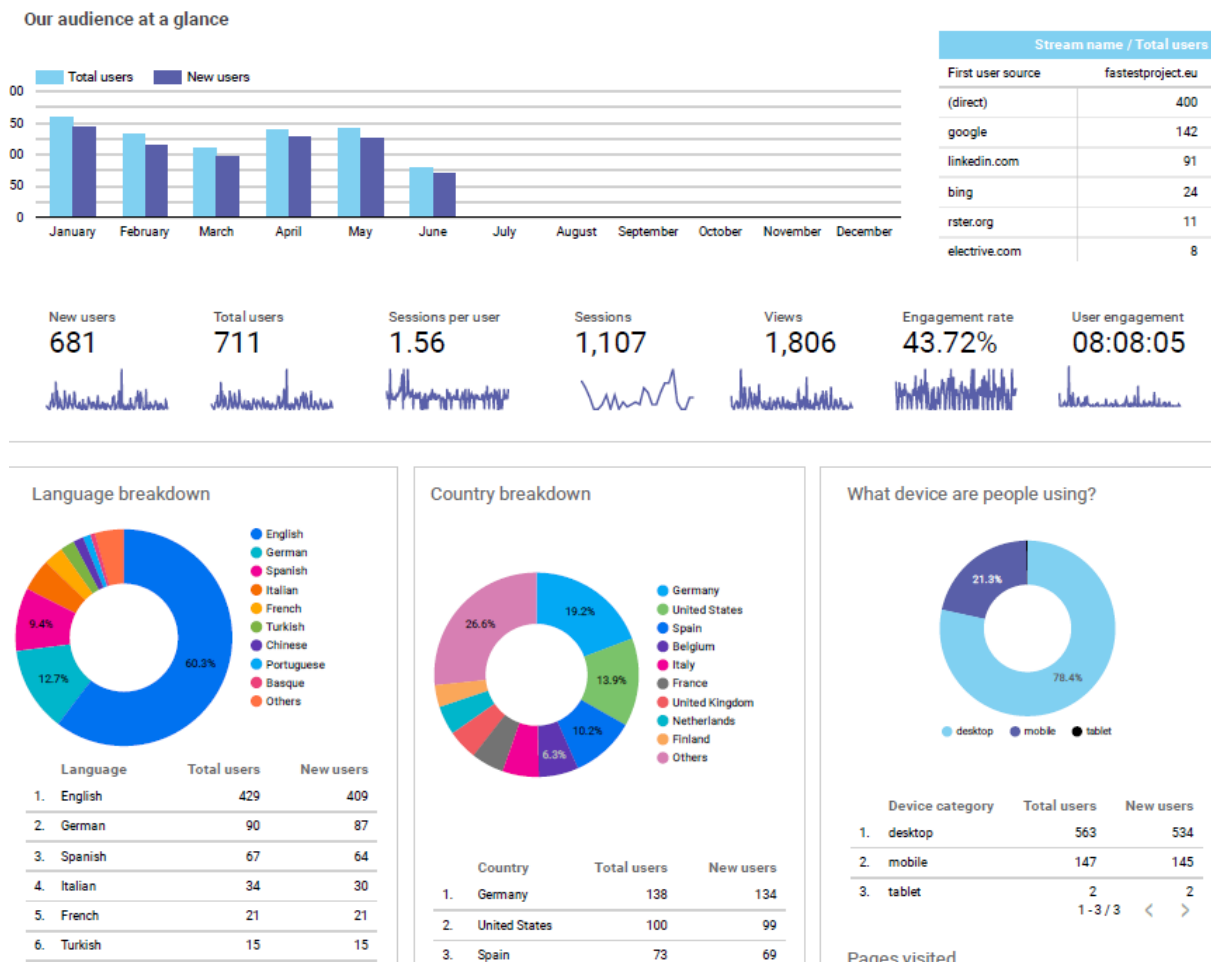 Our audience at a glance
Total users New users
00
50
00
50
0
January February March April May June July August September October November December
Stream name / Total users
First user source fastestproject.eu
(direct) 400
google 142
linkedin.com 91
bing 24
rster.org 11
electrive.com 8
New users Total users Sessions per user Sessions Views Engagement rate User engagement
681 711 1.56 1,107 1,806 43.72% 08:08:05
Language breakdown
60.3%
12.7%
9.4%
English
German
Spanish
Italian
French
Turkish
Chinese
Portuguese
Basque
Others
Language Total users New users
1. English 429 409
2. German 90 87
3. Spanish 67 64
4. Italian 34 30
5. French 21 21
6. Turkish 15 15
Country breakdown
19.2%
13.9%
10.2%
6.3%
26.6%
Germany
United States
Spain
Belgium
Italy
France
United Kingdom
Netherlands
Finland
Others
Country Total users New users
1. Germany 138 134
2. United States 100 99
3. Spain 73 69
What device are people using?
21.3%
78.4%
desktop mobile tablet
Device category Total users New users
1. desktop 563 534
2. mobile 147 145
3. tablet 2 2
1 - 3 / 3 < >
Pages visited